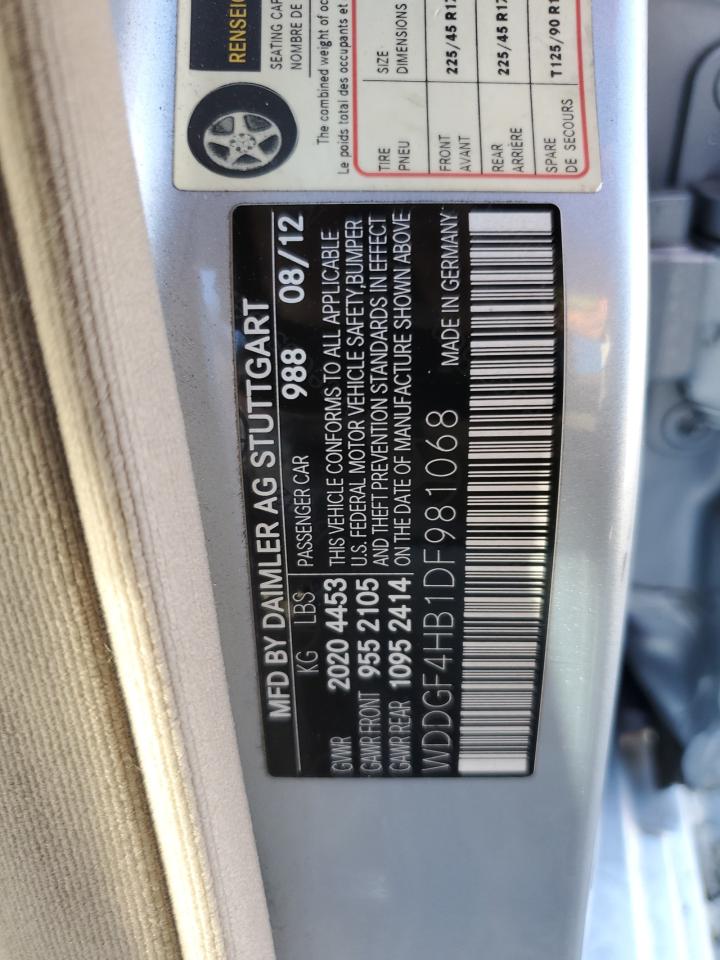 RENSEIG
SEATING CAP
NOMBRE DE
The combined weight of oc
Le poids total des occupants et
TIRE SIZE
PNEU DIMENSIONS
FRONT 225/45 R17
AVANT
REAR 225/45 R17
ARRIÈRE
SPARE T125/90 R1
DE SECOURS
MFD BY DAIMLER AG STUTTGART
KG LBS PASSENGER CAR 988 08/12
GVWR 2020 4453 THIS VEHICLE CONFORMS TO ALL APPLICABLE
U.S. FEDERAL MOTOR VEHICLE SAFETY,BUMPER
GAWR FRONT 955 2105 AND THEFT PREVENTION STANDARDS IN EFFECT
GAWR REAR 1095 2414 ON THE DATE OF MANUFACTURE SHOWN ABOVE
WDDGF4HB1DF981068 MADE IN GERMANY